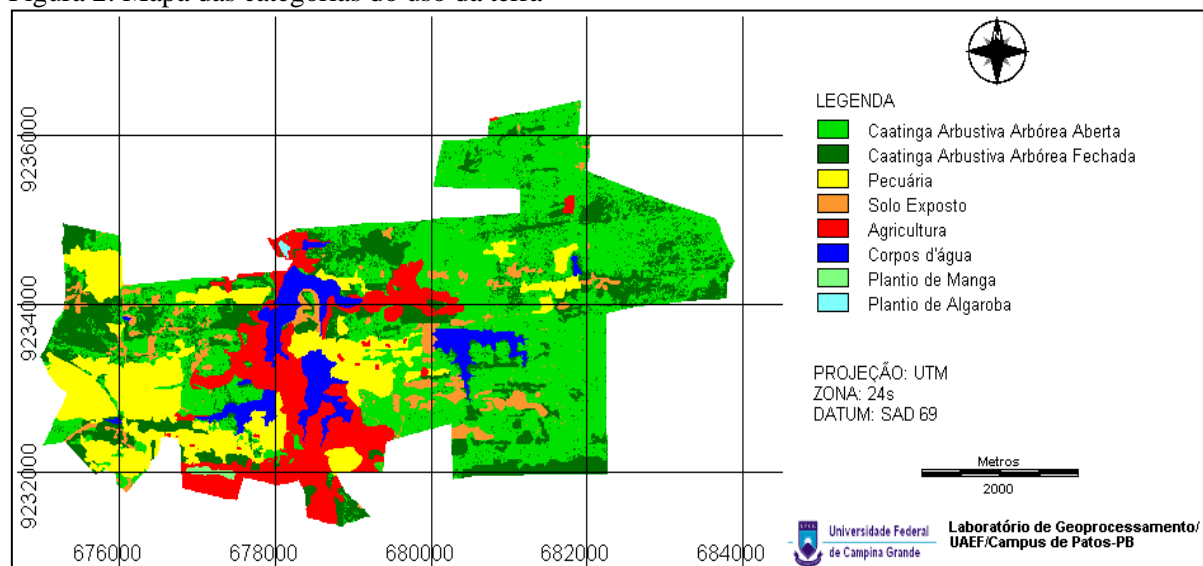 Figura 2. Mapa das categorias do uso da terra
N
LEGENDA
Caatinga Arbustiva Arbórea Aberta
Caatinga Arbustiva Arbórea Fechada
Pecuária
Solo Exposto
Agricultura
Corpos d'água
Plantio de Manga
Plantio de Algaroba
PROJEÇÃO: UTM
ZONA: 24s
DATUM: SAD 69
Metros
2000
9236000
9234000
9232000
676000
678000
680000
682000
684000
Universidade Federal
de Campina Grande
Laboratório de Geoprocessamento/
UAEF/Campus de Patos-PB